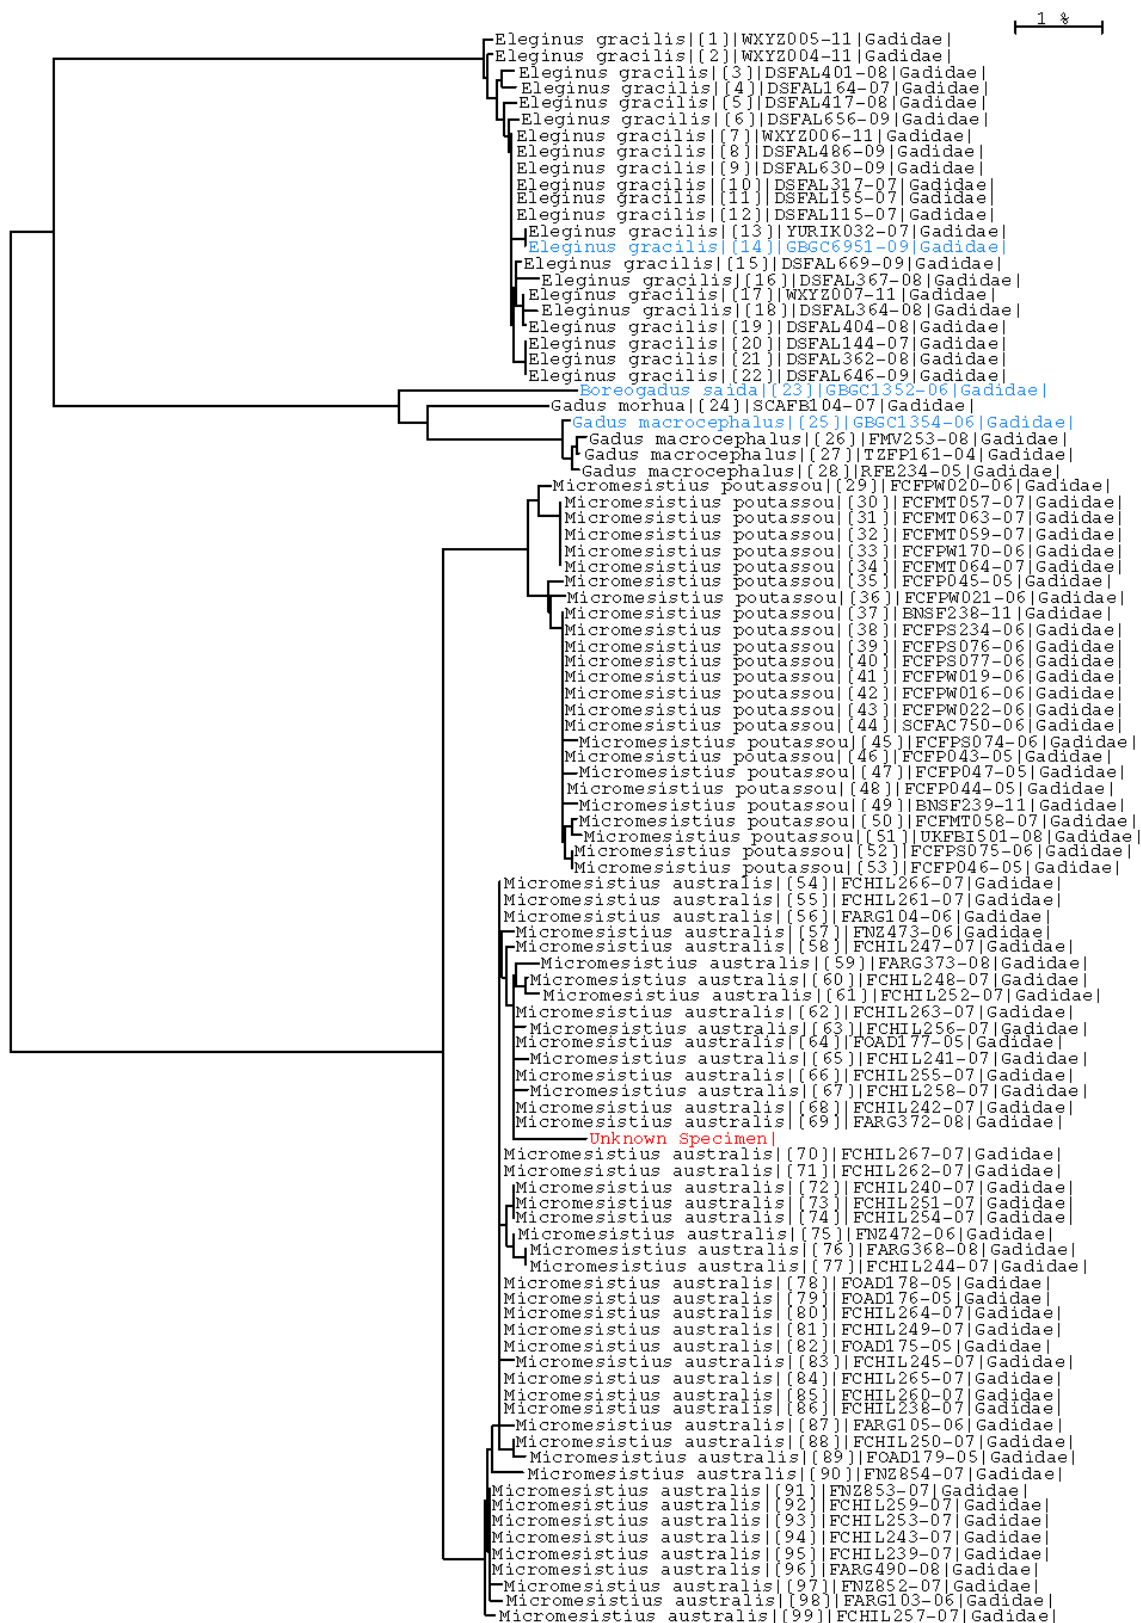 1 %
Eleginus gracilis|[1]|WXYZ005-11|Gadidae|
Eleginus gracilis|[2]|WXYZ004-11|Gadidae|
Eleginus gracilis|[3]|DSFAL401-08|Gadidae|
Eleginus gracilis|[4]|DSFAL164-07|Gadidae|
Eleginus gracilis|[5]|DSFAL417-08|Gadidae|
Eleginus gracilis|[6]|DSFAL656-09|Gadidae|
Eleginus gracilis|[7]|WXYZ006-11|Gadidae|
Eleginus gracilis|[8]|DSFAL486-09|Gadidae|
Eleginus gracilis|[9]|DSFAL630-09|Gadidae|
Eleginus gracilis|[10]|DSFAL317-07|Gadidae|
Eleginus gracilis|[11]|DSFAL155-07|Gadidae|
Eleginus gracilis|[12]|DSFAL115-07|Gadidae|
Eleginus gracilis|[13]|YURIK032-07|Gadidae|
Eleginus gracilis|[14]|GBGC6951-09|Gadidae|
Eleginus gracilis|[15]|DSFAL669-09|Gadidae|
Eleginus gracilis|[16]|DSFAL367-08|Gadidae|
Eleginus gracilis|[17]|WXYZ007-11|Gadidae|
Eleginus gracilis|[18]|DSFAL364-08|Gadidae|
Eleginus gracilis|[19]|DSFAL404-08|Gadidae|
Eleginus gracilis|[20]|DSFAL144-07|Gadidae|
Eleginus gracilis|[21]|DSFAL362-08|Gadidae|
Eleginus gracilis|[22]|DSFAL646-09|Gadidae|
Boreogadus saida|[23]|GBGC1352-06|Gadidae|
Gadus morhua|[24]|SCAFB104-07|Gadidae|
Gadus macrocephalus|[25]|GBGC1354-06|Gadidae|
Gadus macrocephalus|[26]|FMV253-08|Gadidae|
Gadus macrocephalus|[27]|TZFP161-04|Gadidae|
Gadus macrocephalus|[28]|RFE234-05|Gadidae|
Micromesistius poutassou|[29]|FCFPW020-06|Gadidae|
Micromesistius poutassou|[30]|FCFMT057-07|Gadidae|
Micromesistius poutassou|[31]|FCFMT063-07|Gadidae|
Micromesistius poutassou|[32]|FCFMT059-07|Gadidae|
Micromesistius poutassou|[33]|FCFPW170-06|Gadidae|
Micromesistius poutassou|[34]|FCFMT064-07|Gadidae|
Micromesistius poutassou|[35]|FCFP045-05|Gadidae|
Micromesistius poutassou|[36]|FCFPW021-06|Gadidae|
Micromesistius poutassou|[37]|BNSF238-11|Gadidae|
Micromesistius poutassou|[38]|FCFPS234-06|Gadidae|
Micromesistius poutassou|[39]|FCFPS076-06|Gadidae|
Micromesistius poutassou|[40]|FCFPS077-06|Gadidae|
Micromesistius poutassou|[41]|FCFPW019-06|Gadidae|
Micromesistius poutassou|[42]|FCFPW016-06|Gadidae|
Micromesistius poutassou|[43]|FCFPW022-06|Gadidae|
Micromesistius poutassou|[44]|SCFAC750-06|Gadidae|
Micromesistius poutassou|[45]|FCFPS074-06|Gadidae|
Micromesistius poutassou|[46]|FCFP043-05|Gadidae|
Micromesistius poutassou|[47]|FCFP047-05|Gadidae|
Micromesistius poutassou|[48]|FCFP044-05|Gadidae|
Micromesistius poutassou|[49]|BNSF239-11|Gadidae|
Micromesistius poutassou|[50]|FCFMT058-07|Gadidae|
Micromesistius poutassou|[51]|UKFBI501-08|Gadidae|
Micromesistius poutassou|[52]|FCFPS075-06|Gadidae|
Micromesistius poutassou|[53]|FCFP046-05|Gadidae|
Micromesistius australis|[54]|FCHIL266-07|Gadidae|
Micromesistius australis|[55]|FCHIL261-07|Gadidae|
Micromesistius australis|[56]|FARG104-06|Gadidae|
Micromesistius australis|[57]|FNZ473-06|Gadidae|
Micromesistius australis|[58]|FCHIL247-07|Gadidae|
Micromesistius australis|[59]|FARG373-08|Gadidae|
Micromesistius australis|[60]|FCHIL248-07|Gadidae|
Micromesistius australis|[61]|FCHIL252-07|Gadidae|
Micromesistius australis|[62]|FCHIL263-07|Gadidae|
Micromesistius australis|[63]|FCHIL256-07|Gadidae|
Micromesistius australis|[64]|FOAD177-05|Gadidae|
Micromesistius australis|[65]|FCHIL241-07|Gadidae|
Micromesistius australis|[66]|FCHIL255-07|Gadidae|
Micromesistius australis|[67]|FCHIL258-07|Gadidae|
Micromesistius australis|[68]|FCHIL242-07|Gadidae|
Micromesistius australis|[69]|FARG372-08|Gadidae|
Unknown Specimen|
Micromesistius australis|[70]|FCHIL267-07|Gadidae|
Micromesistius australis|[71]|FCHIL262-07|Gadidae|
Micromesistius australis|[72]|FCHIL240-07|Gadidae|
Micromesistius australis|[73]|FCHIL251-07|Gadidae|
Micromesistius australis|[74]|FCHIL254-07|Gadidae|
Micromesistius australis|[75]|FNZ472-06|Gadidae|
Micromesistius australis|[76]|FARG368-08|Gadidae|
Micromesistius australis|[77]|FCHIL244-07|Gadidae|
Micromesistius australis|[78]|FOAD178-05|Gadidae|
Micromesistius australis|[79]|FOAD176-05|Gadidae|
Micromesistius australis|[80]|FCHIL264-07|Gadidae|
Micromesistius australis|[81]|FCHIL249-07|Gadidae|
Micromesistius australis|[82]|FOAD175-05|Gadidae|
Micromesistius australis|[83]|FCHIL245-07|Gadidae|
Micromesistius australis|[84]|FCHIL265-07|Gadidae|
Micromesistius australis|[85]|FCHIL260-07|Gadidae|
Micromesistius australis|[86]|FCHIL238-07|Gadidae|
Micromesistius australis|[87]|FARG105-06|Gadidae|
Micromesistius australis|[88]|FCHIL250-07|Gadidae|
Micromesistius australis|[89]|FOAD179-05|Gadidae|
Micromesistius australis|[90]|FNZ854-07|Gadidae|
Micromesistius australis|[91]|FNZ853-07|Gadidae|
Micromesistius australis|[92]|FCHIL259-07|Gadidae|
Micromesistius australis|[93]|FCHIL253-07|Gadidae|
Micromesistius australis|[94]|FCHIL243-07|Gadidae|
Micromesistius australis|[95]|FCHIL239-07|Gadidae|
Micromesistius australis|[96]|FARG490-08|Gadidae|
Micromesistius australis|[97]|FNZ852-07|Gadidae|
Micromesistius australis|[98]|FARG103-06|Gadidae|
Micromesistius australis|[99]|FCHIL257-07|Gadidae|